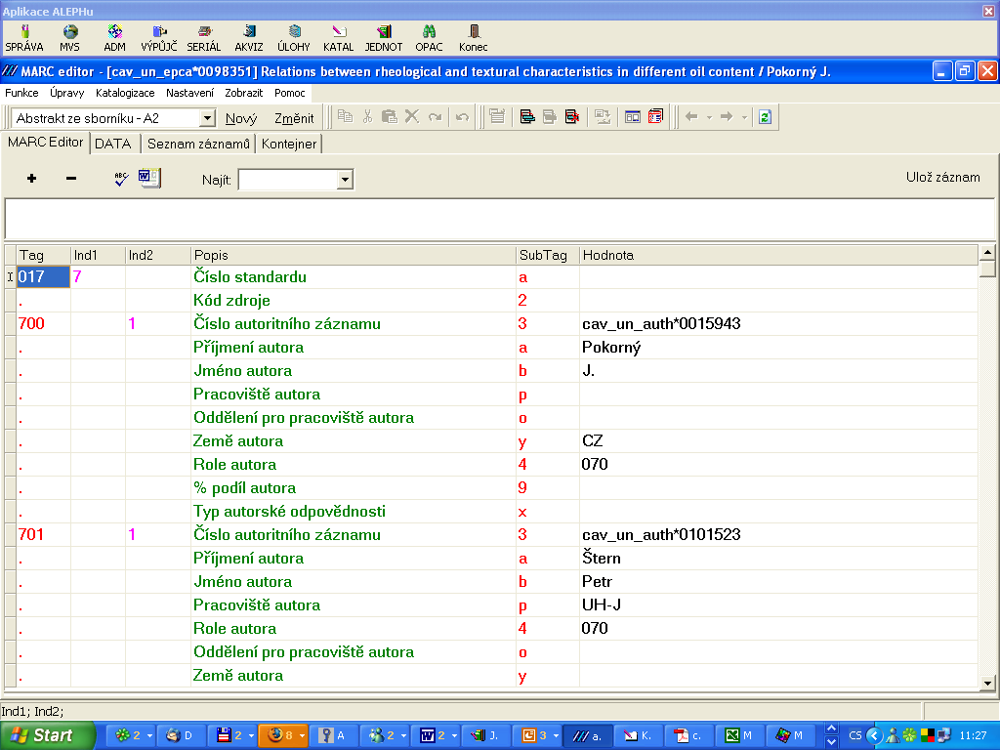 Aplikace ALEPHu
SPRÁVA MVS ADM VÝPŮJČ SERIÁL AKVIZ ÚLOHY KATAL JEDNOT OPAC Konec
/// MARC editor - [cav_un_epca*0098351] Relations between rheological and textural characteristics in different oil content / Pokorný J.
Funkce Úpravy Katalogizace Nastavení Zobrazit Pomoc
Abstrakt ze sborníku - A2 Nový Změnit
MARC Editor DATA Seznam záznamů Kontejner
+ - ABC W Najít: Ulož záznam
Tag Ind1 Ind2 Popis SubTag Hodnota
017 7 Číslo standardu a
. Kód zdroje 2
700 1 Číslo autoritního záznamu 3 cav_un_auth*0015943
. Příjmení autora a Pokorný
. Jméno autora b J.
. Pracoviště autora p
. Oddělení pro pracoviště autora o
. Země autora y CZ
. Role autora 4 070
. % podíl autora 9
. Typ autorské odpovědnosti x
701 1 Číslo autoritního záznamu 3 cav_un_auth*0101523
. Příjmení autora a Štern
. Jméno autora b Petr
. Pracoviště autora p UH-J
. Role autora 4 070
. Oddělení pro pracoviště autora o
. Země autora y
Ind1; Ind2;
Start 2 D 2 8 A 2 W 2 J. 3 /// a. K. c. M M CS 11:27